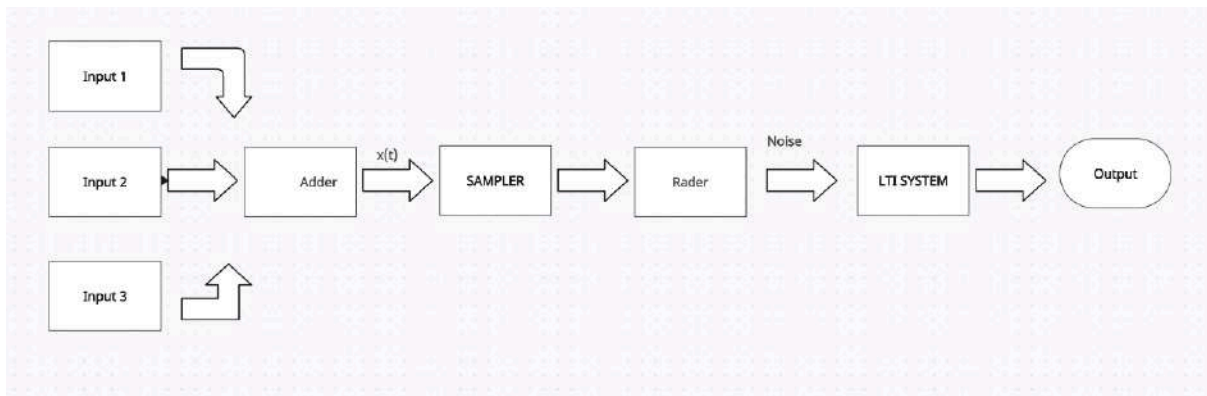 Input 1
Input 2
Adder
x(t)
SAMPLER
Rader
Noise
LTI SYSTEM
Output
Input 3